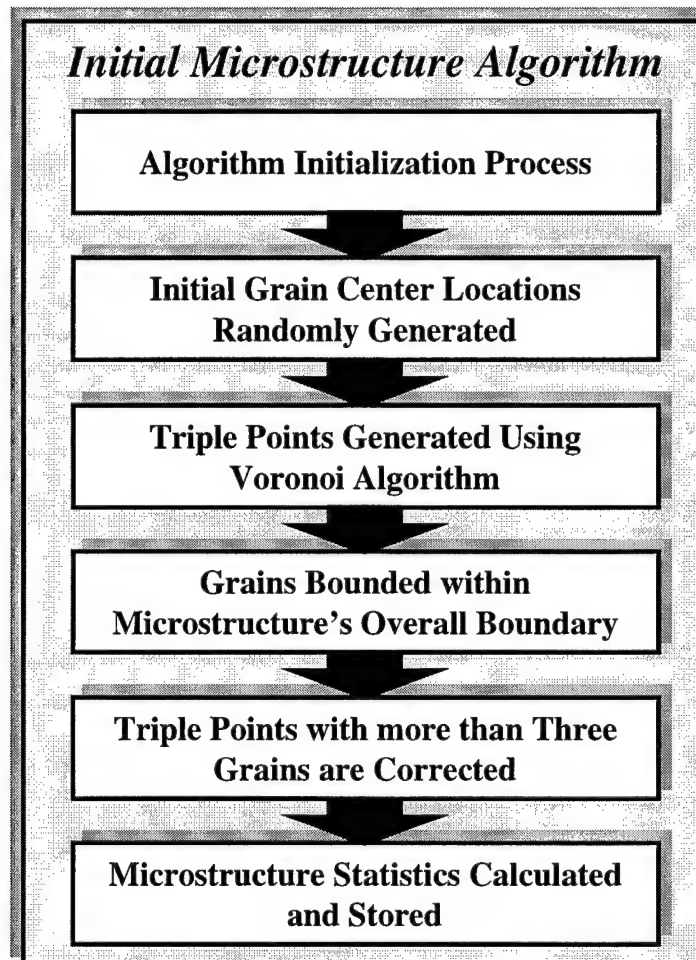 Initial Microstructure Algorithm
Algorithm Initialization Process
Initial Grain Center Locations
Randomly Generated
Triple Points Generated Using
Voronoi Algorithm
Grains Bounded within
Microstructure's Overall Boundary
Triple Points with more than Three
Grains are Corrected
Microstructure Statistics Calculated
and Stored